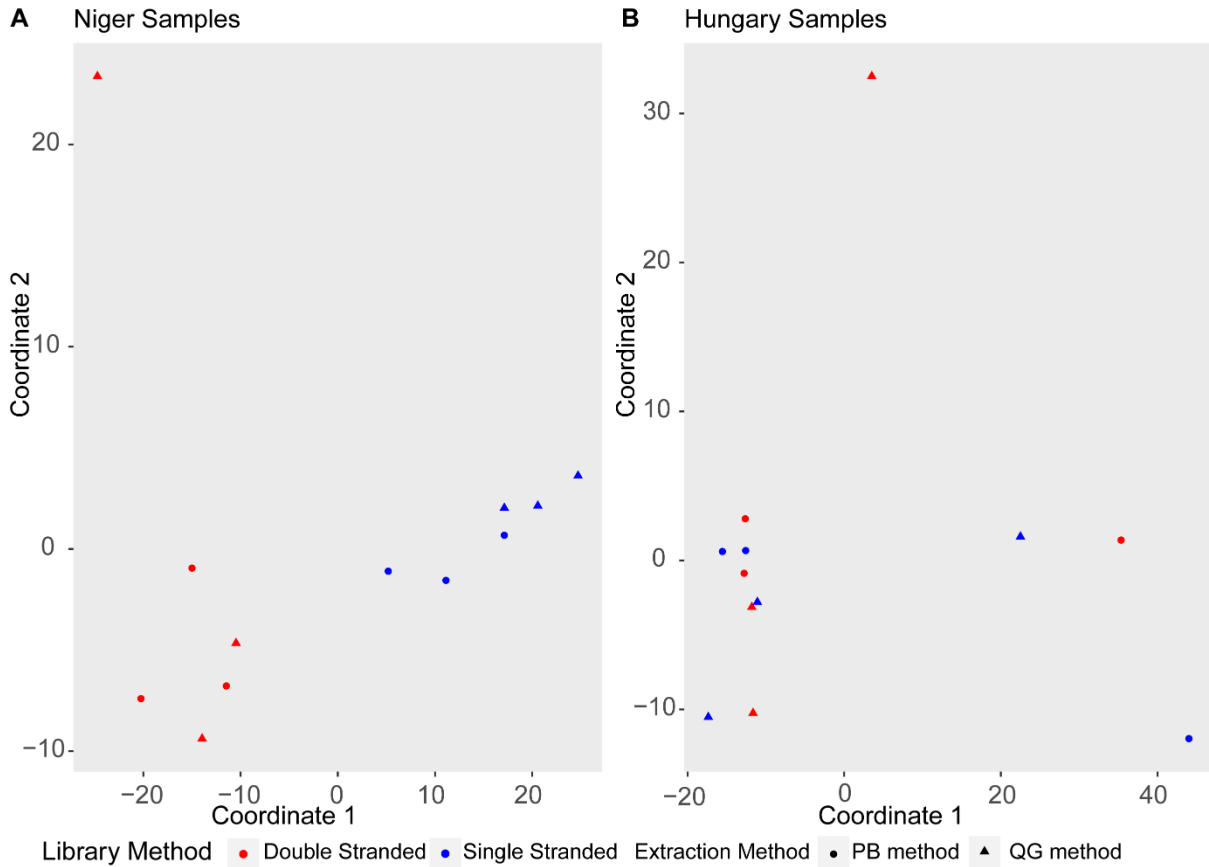 A Niger Samples
20
10
0
−10
Coordinate 2
−20 −10 0 10 20
Coordinate 1
B Hungary Samples
30
20
10
0
−10
Coordinate 2
−20 0 20 40
Coordinate 1
Library Method Double Stranded Single Stranded Extraction Method PB method QG method